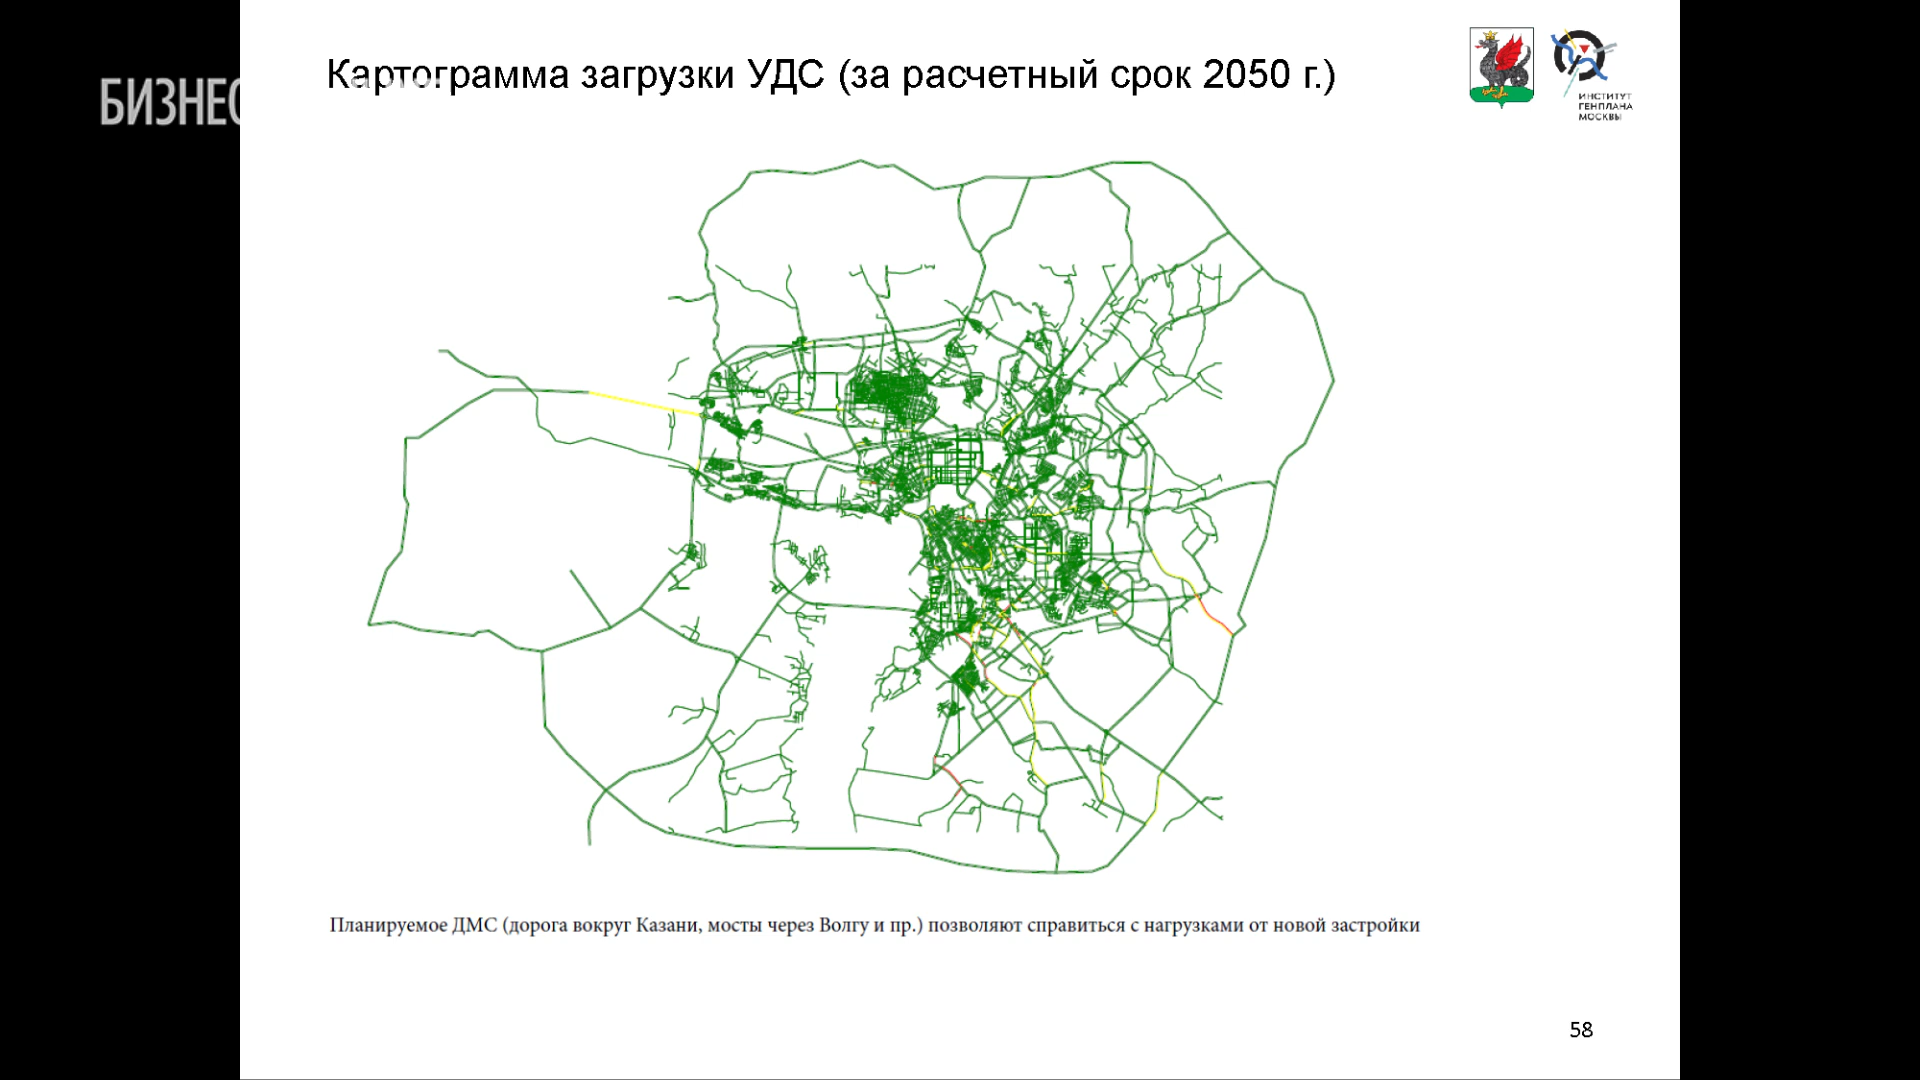 Картограмма загрузки УДС (за расчетный срок 2050 г.)
ИНСТИТУТ
ГЕНПЛАНА
МОСКВЫ
БИЗНЕС
Планируемое ДМС (дорога вокруг Казани, мосты через Волгу и пр.) позволяют справиться с нагрузками от новой застройки
58